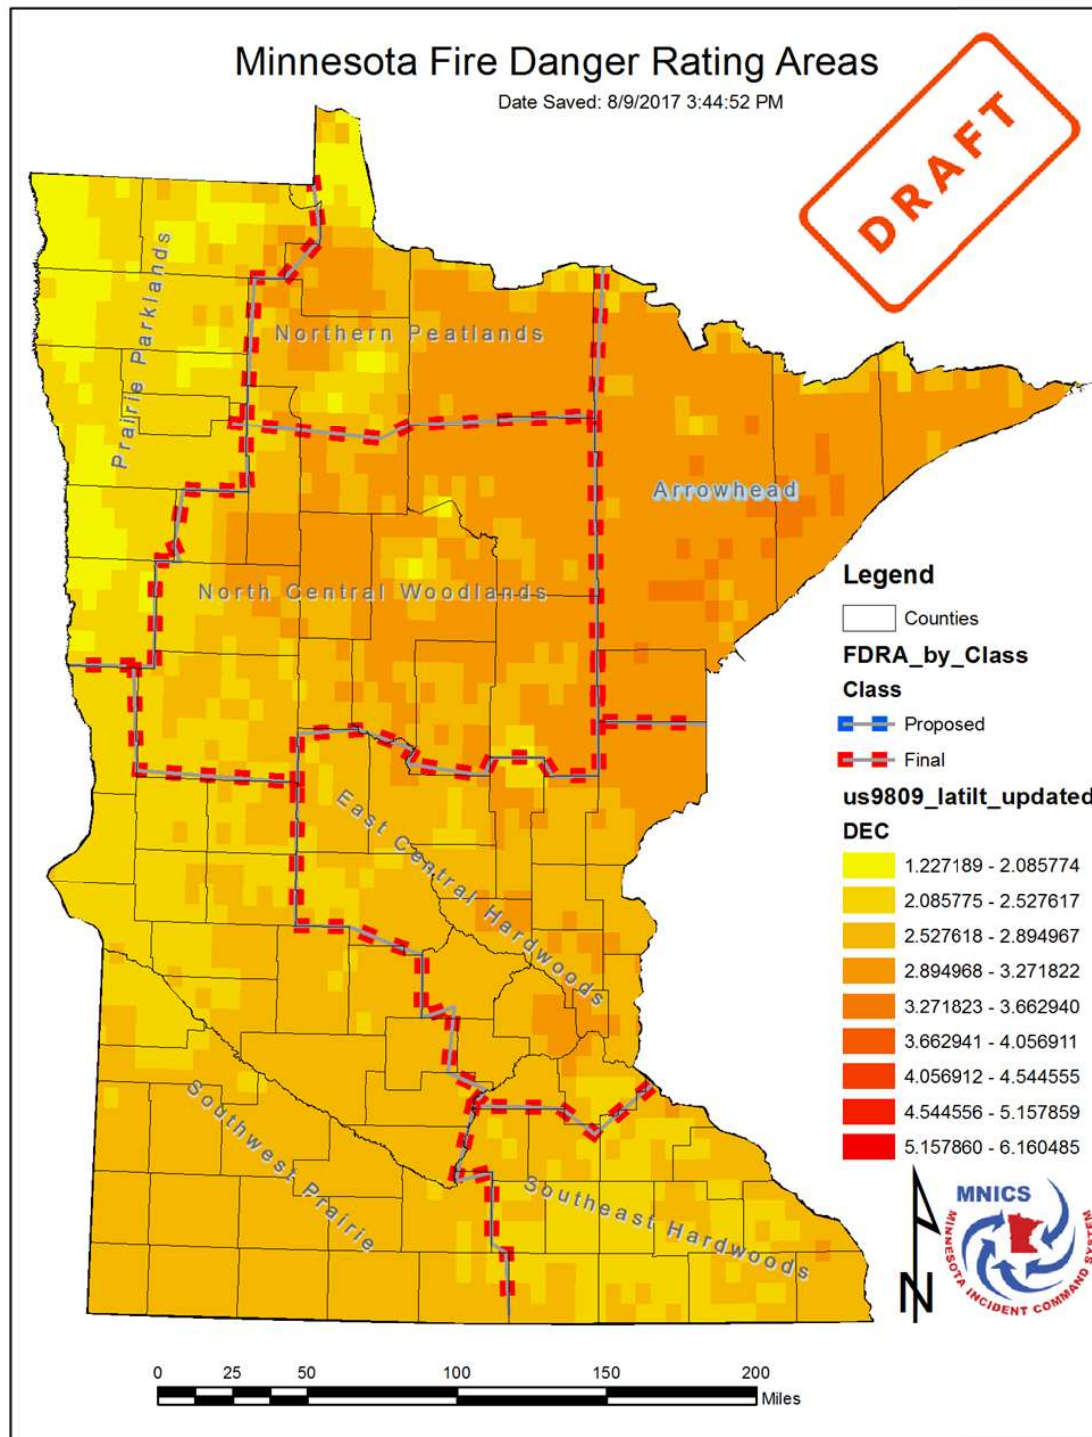 Minnesota Fire Danger Rating Areas
Date Saved: 8/9/2017 3:44:52 PM
DRAFT
Prairie Parklands
Northern Peatlands
Arrowhead
North Central Woodlands
East Central Hardwoods
Southwest Prairie
Southeast Hardwoods
Legend
Counties
FDRA_by_Class
Class
Proposed
Final
us9809_latilt_updated
DEC
1.227189 - 2.085774
2.085775 - 2.527617
2.527618 - 2.894967
2.894968 - 3.271822
3.271823 - 3.662940
3.662941 - 4.056911
4.056912 - 4.544555
4.544556 - 5.157859
5.157860 - 6.160485
N
MNICS
MINNESOTA INCIDENT COMMAND SYSTEM
0 25 50 100 150 200
Miles